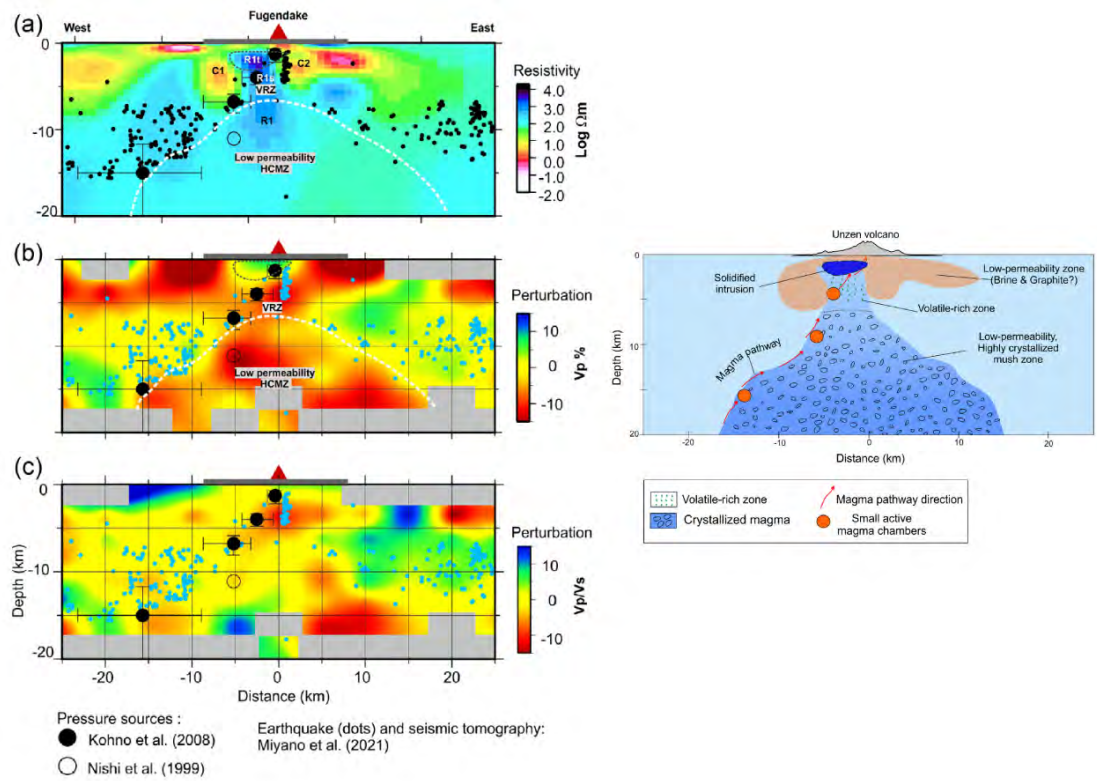 (a)
West
Fugendake
East
0
-10
-20
C1
R1t
C2
R1s
VRZ
R1
Low permeability
HCMZ
Resistivity
4.0
3.0
2.0
1.0
0.0
-1.0
-2.0
Log Ωm
(b)
VRZ
Low permeability
HCMZ
Perturbation
10
0
-10
Vp %
(c)
0
-10
-20
Depth (km)
Perturbation
10
0
-10
Vp/Vs
-20
-10
0
10
20
Distance (km)
Pressure sources :
Kohno et al. (2008)
Nishi et al. (1999)
Earthquake (dots) and seismic tomography:
Miyano et al. (2021)
Unzen volcano
0
10
20
Depth (km)
Solidified
intrusion
Low-permeability zone
(Brine & Graphite?)
Volatile-rich zone
Low-permeability,
Highly crystallized
mush zone
Magma pathway
-20
-10
0
10
20
Distance (km)
Volatile-rich zone
Magma pathway direction
Crystallized magma
Small active
magma chambers